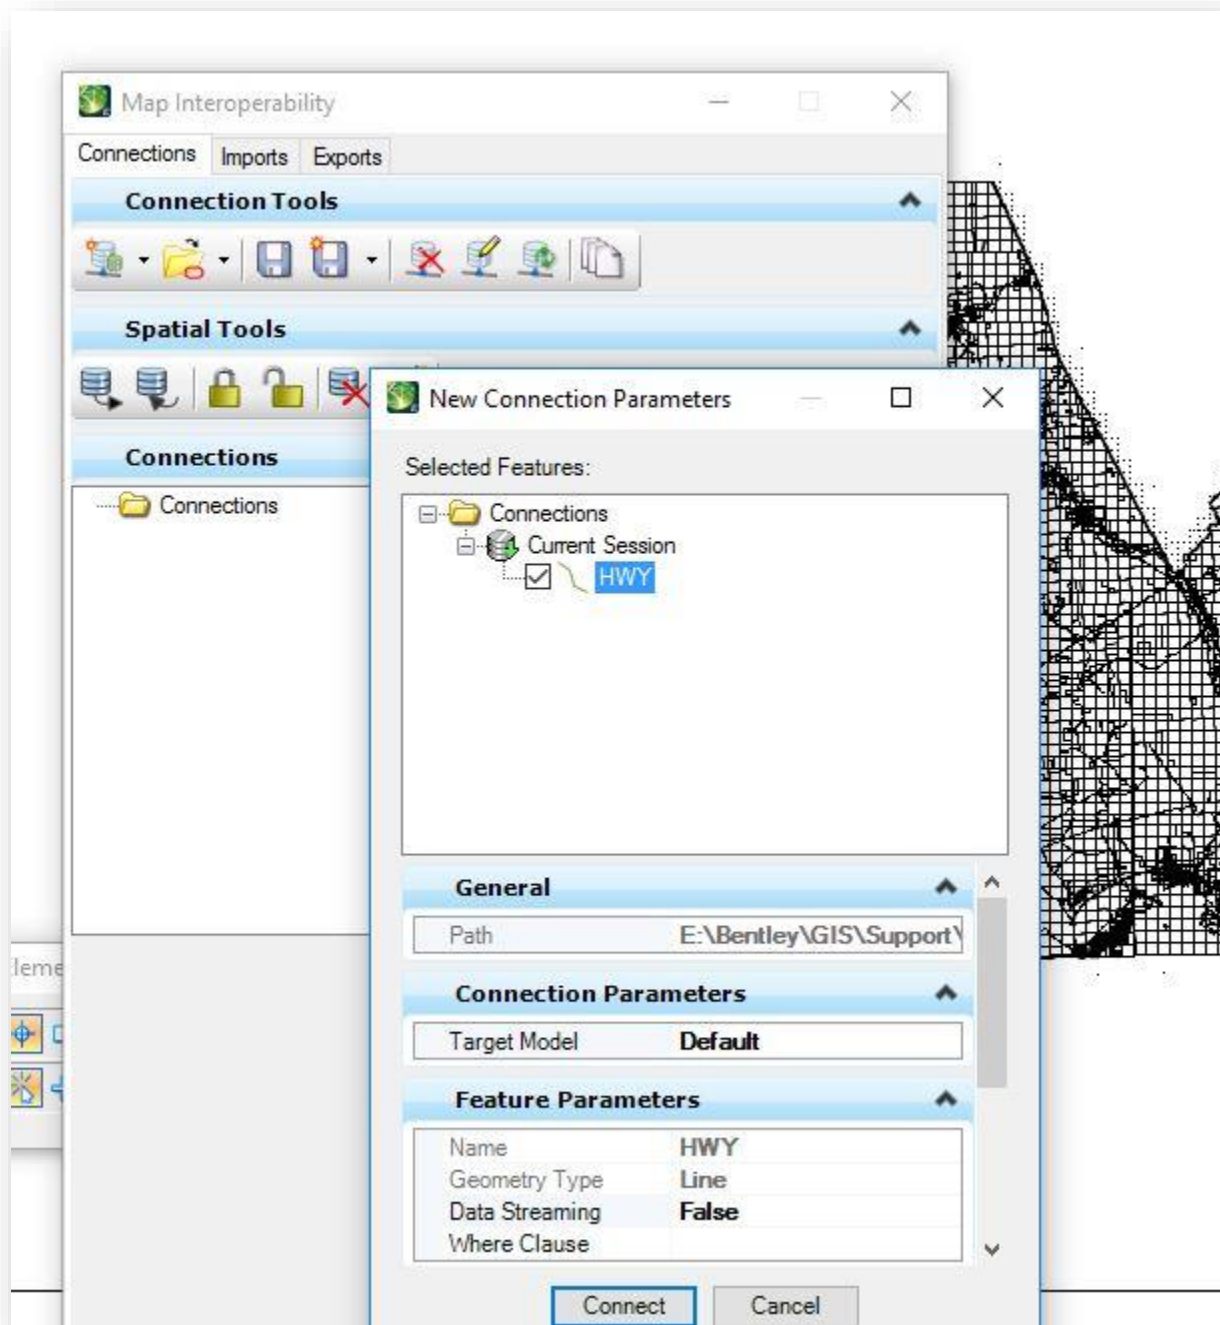 Map Interoperability
Connections Imports Exports
Connection Tools
Spatial Tools
Connections
Connections
leme
New Connection Parameters
Selected Features:
Connections
Current Session
HWY
General
Path E:\Bentley\GIS\Support\
Connection Parameters
Target Model Default
Feature Parameters
Name HWY
Geometry Type Line
Data Streaming False
Where Clause
Connect Cancel